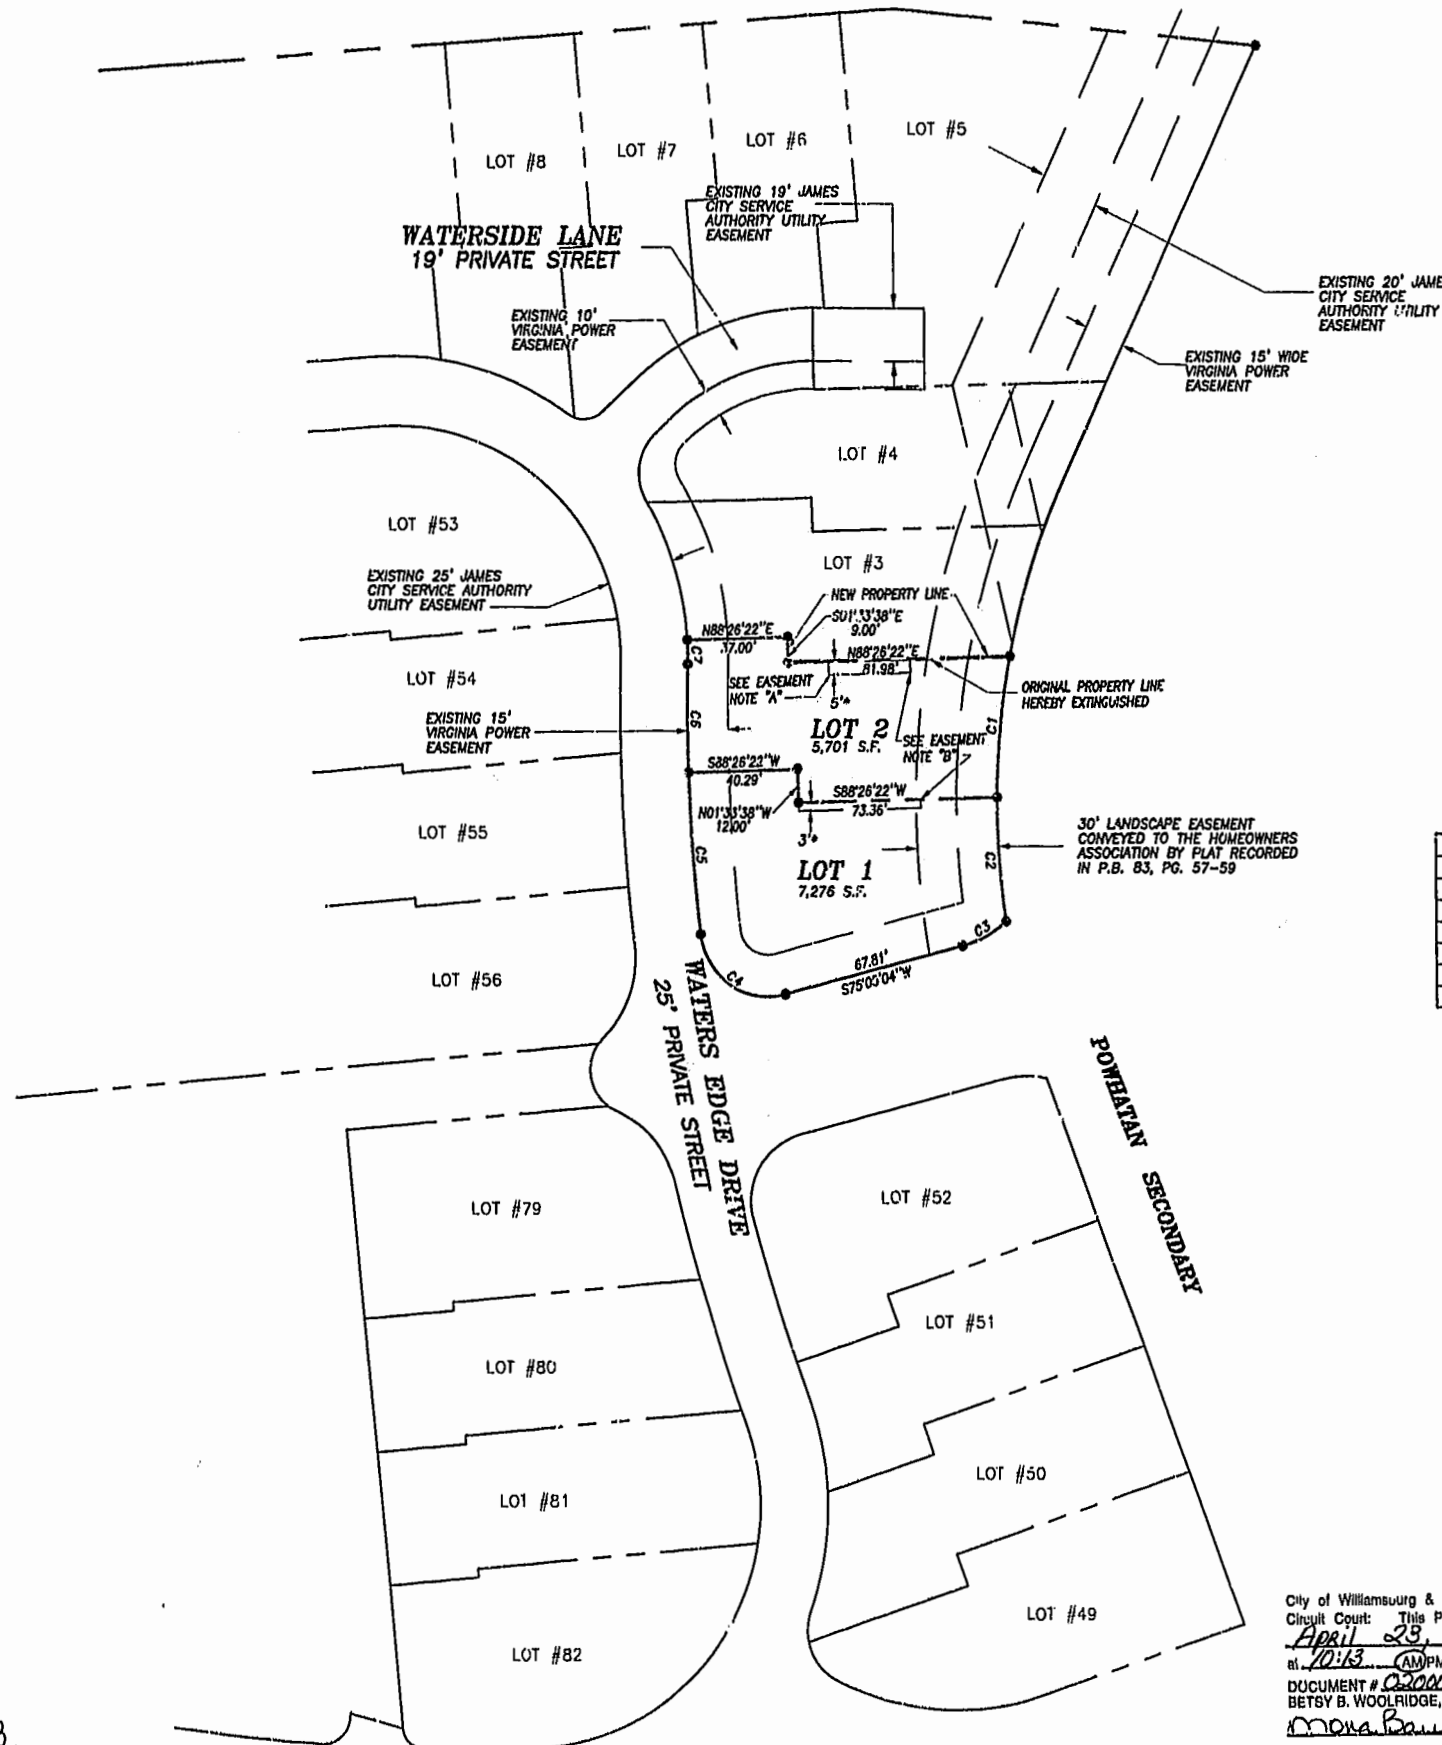 LOT #5
LOT #6
LOT #7
LOT #8
EXISTING 19' JAMES
CITY SERVICE
AUTHORITY UTILITY
EASEMENT
WATERSIDE LANE
19' PRIVATE STREET
EXISTING 10'
VIRGINIA POWER
EASEMENT
EXISTING 20' JAME
CITY SERVICE
AUTHORITY UTILITY
EASEMENT
EXISTING 15' WIDE
VIRGINIA POWER
EASEMENT
LOT #4
LOT #53
LOT #3
EXISTING 25' JAMES
CITY SERVICE AUTHORITY
UTILITY EASEMENT
NEW PROPERTY LINE
S01°33'38"E
9.00'
N88°26'22"E
37.00'
N88°26'22"E
81.98'
C7
LOT #54
SEE EASEMENT
NOTE "A"
5'*
ORIGINAL PROPERTY LINE
HEREBY EXTINGUISHED
EXISTING 15'
VIRGINIA POWER
EASEMENT
C6
C1
LOT 2
5,701 S.F.
SEE EASEMENT
NOTE "B"
S88°26'22"W
40.29'
S88°26'22"W
73.36'
N01°33'38"W
12.00'
3'*
LOT #55
C5
C2
LOT 1
7,276 S.F.
30' LANDSCAPE EASEMENT
CONVEYED TO THE HOMEOWNERS
ASSOCIATION BY PLAT RECORDED
IN P.B. 83, PG. 57-59
C3
C4
67.81'
LOT #56
WATERS EDGE DRIVE
25' PRIVATE STREET
POWHATAN SECONDARY
LOT #79
LOT #52
LOT #51
LOT #80
LOT #50
LOT #81
LOT #49
LOT #82
City of Williamsburg &
Circuit Court: This P
April 23,
at 10:13 AM/PM
DOCUMENT # 02000
BETSY B. WOOLRIDGE,